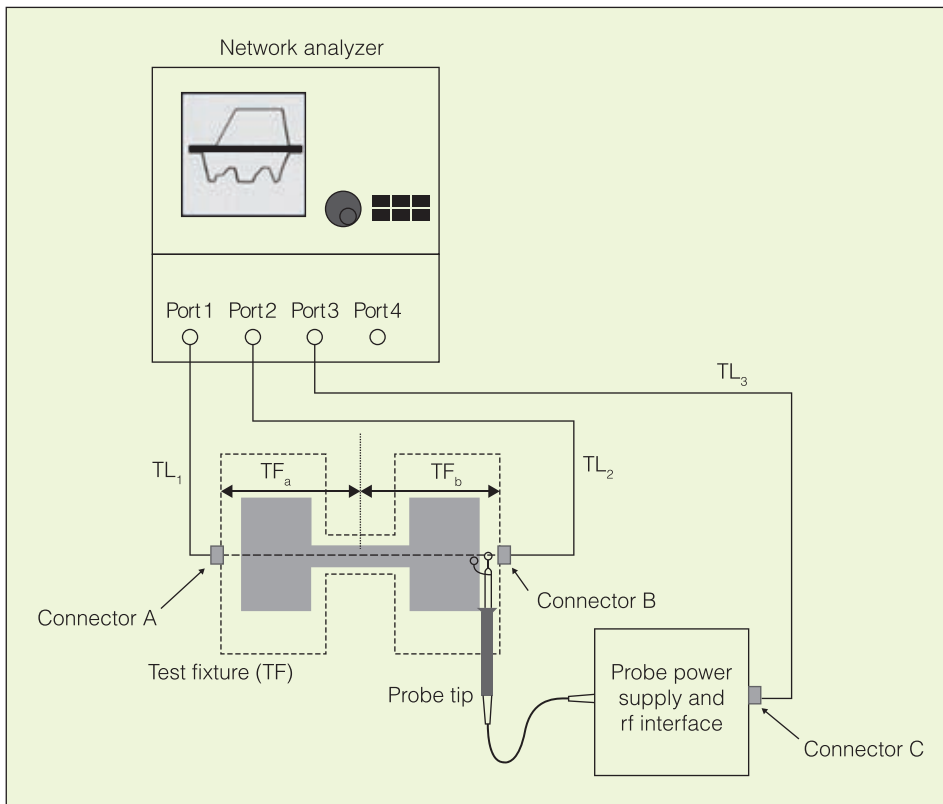 Network analyzer
Port 1 Port 2 Port 3 Port 4
TL3
TL1
TFa
TFb
TL2
Connector A
Connector B
Test fixture (TF)
Probe tip
Probe power
supply and
rf interface
Connector C